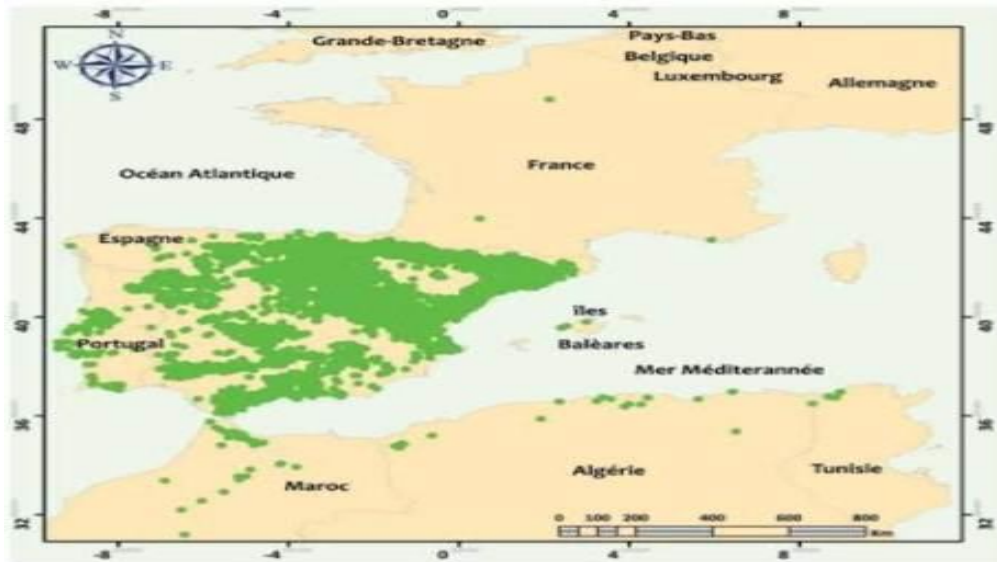 -8 -4 0 4 8
N
W E
S
Grande-Bretagne
Pays-Bas
Belgique
Luxembourg
Allemagne
48 48
Océan Atlantique
France
44 44
Espagne
îles
40 40
Portugal
Balèares
Mer Méditerannée
36 36
Algérie
Tunisie
Maroc
32 32
0 100 200 400 600 800
Km
-8 -4 0 4 8